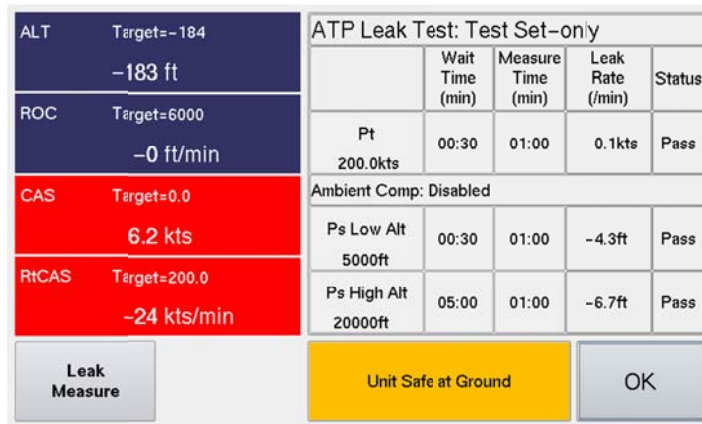 ALT Target=-184
-183 ft
ROC Target=6000
-0 ft/min
CAS Target=0.0
6.2 kts
RtCAS Target=200.0
-24 kts/min
Leak
Measure
ATP Leak Test: Test Set-only
Wait Time (min) Measure Time (min) Leak Rate (/min) Status
Pt 200.0kts 00:30 01:00 0.1kts Pass
Ambient Comp: Disabled
Ps Low Alt 5000ft 00:30 01:00 -4.3ft Pass
Ps High Alt 20000ft 05:00 01:00 -6.7ft Pass
Unit Safe at Ground
OK